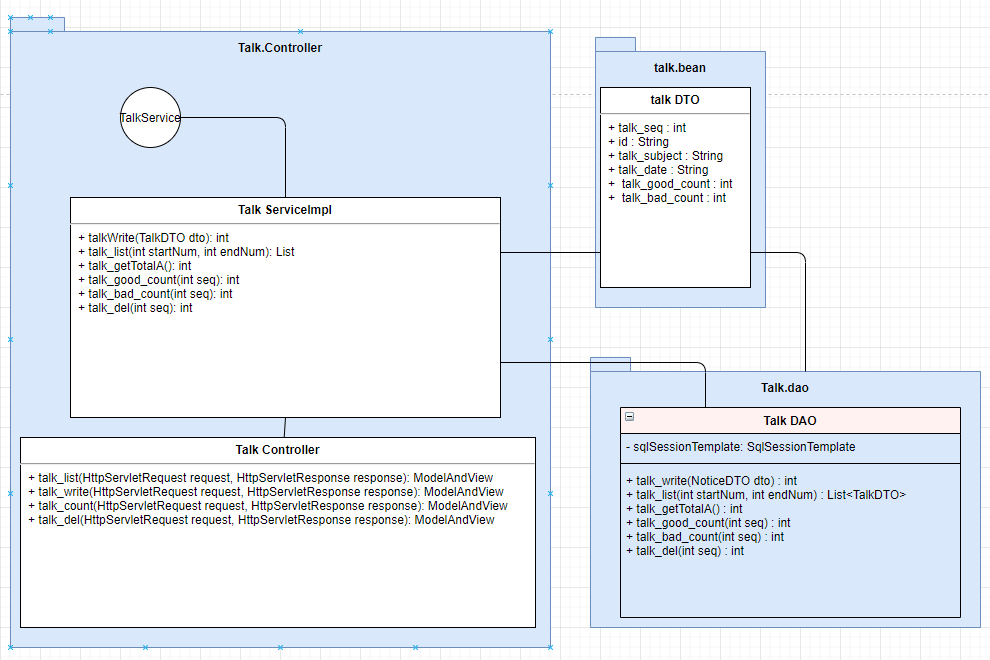 Talk.Controller
TalkService
Talk ServiceImpl
+ talkWrite(TalkDTO dto): int
+ talk_list(int startNum, int endNum): List
+ talk_getTotalA(): int
+ talk_good_count(int seq): int
+ talk_bad_count(int seq): int
+ talk_del(int seq): int
Talk Controller
+ talk_list(HttpServletRequest request, HttpServletResponse response): ModelAndView
+ talk_write(HttpServletRequest request, HttpServletResponse response): ModelAndView
+ talk_count(HttpServletRequest request, HttpServletResponse response): ModelAndView
+ talk_del(HttpServletRequest request, HttpServletResponse response): ModelAndView
talk.bean
talk DTO
+ talk_seq : int
+ id : String
+ talk_subject : String
+ talk_date : String
+ talk_good_count : int
+ talk_bad_count : int
Talk.dao
Talk DAO
- sqlSessionTemplate: SqlSessionTemplate
+ talk_write(NoticeDTO dto) : int
+ talk_list(int startNum, int endNum) : List<TalkDTO>
+ talk_getTotalA() : int
+ talk_good_count(int seq) : int
+ talk_bad_count(int seq) : int
+ talk_del(int seq) : int